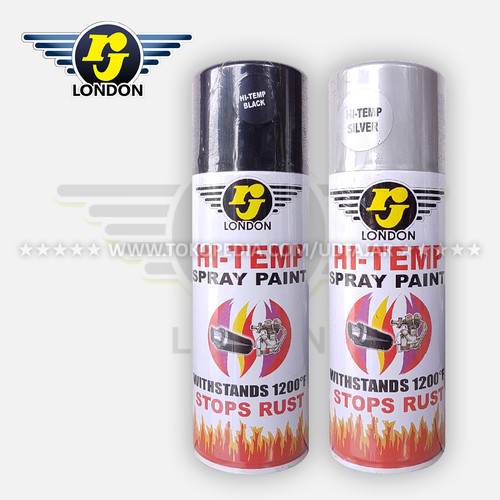 rj
LONDON
HI-TEMP
BLACK
rj
LONDON
HI-TEMP
SPRAY PAINT
WITHSTANDS 1200°F
STOPS RUST
HI-TEMP
SILVER
rj
LONDON
HI-TEMP
SPRAY PAINT
WITHSTANDS 1200°F
STOPS RUST
LONDON